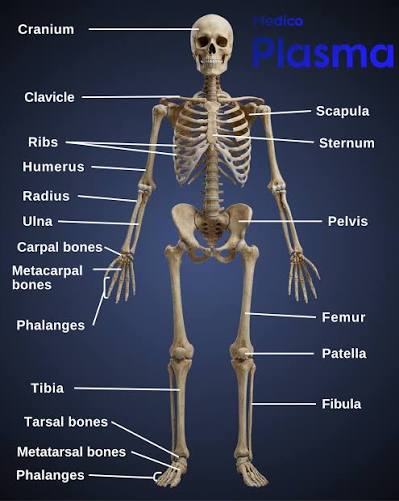 Medico
Plasma
Cranium
Clavicle
Scapula
Ribs
Sternum
Humerus
Radius
Ulna
Pelvis
Carpal bones
Metacarpal
bones
Phalanges
Femur
Patella
Tibia
Fibula
Tarsal bones
Metatarsal bones
Phalanges